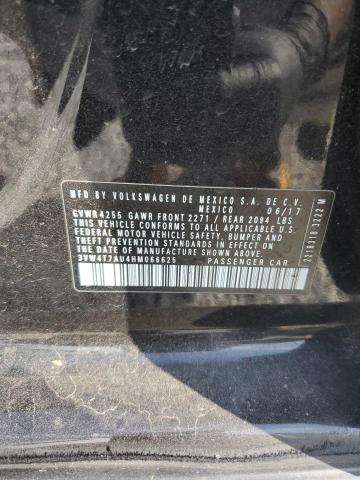 MFD BY VOLKSWAGEN DE MEXICO S.A. DE C.V.
MEXICO 06/17
GVWR 4255 GAWR FRONT 2271 / REAR 2094 LBS
THIS VEHICLE CONFORMS TO ALL APPLICABLE U.S.
FEDERAL MOTOR VEHICLE SAFETY, BUMPER AND
THEFT PREVENTION STANDARDS IN EFFECT ON THE
DATE OF MANUFACTURE SHOWN ABOVE.
3VW4T7AU4HM066625 PASSENGER CAR
2218318 3222 M